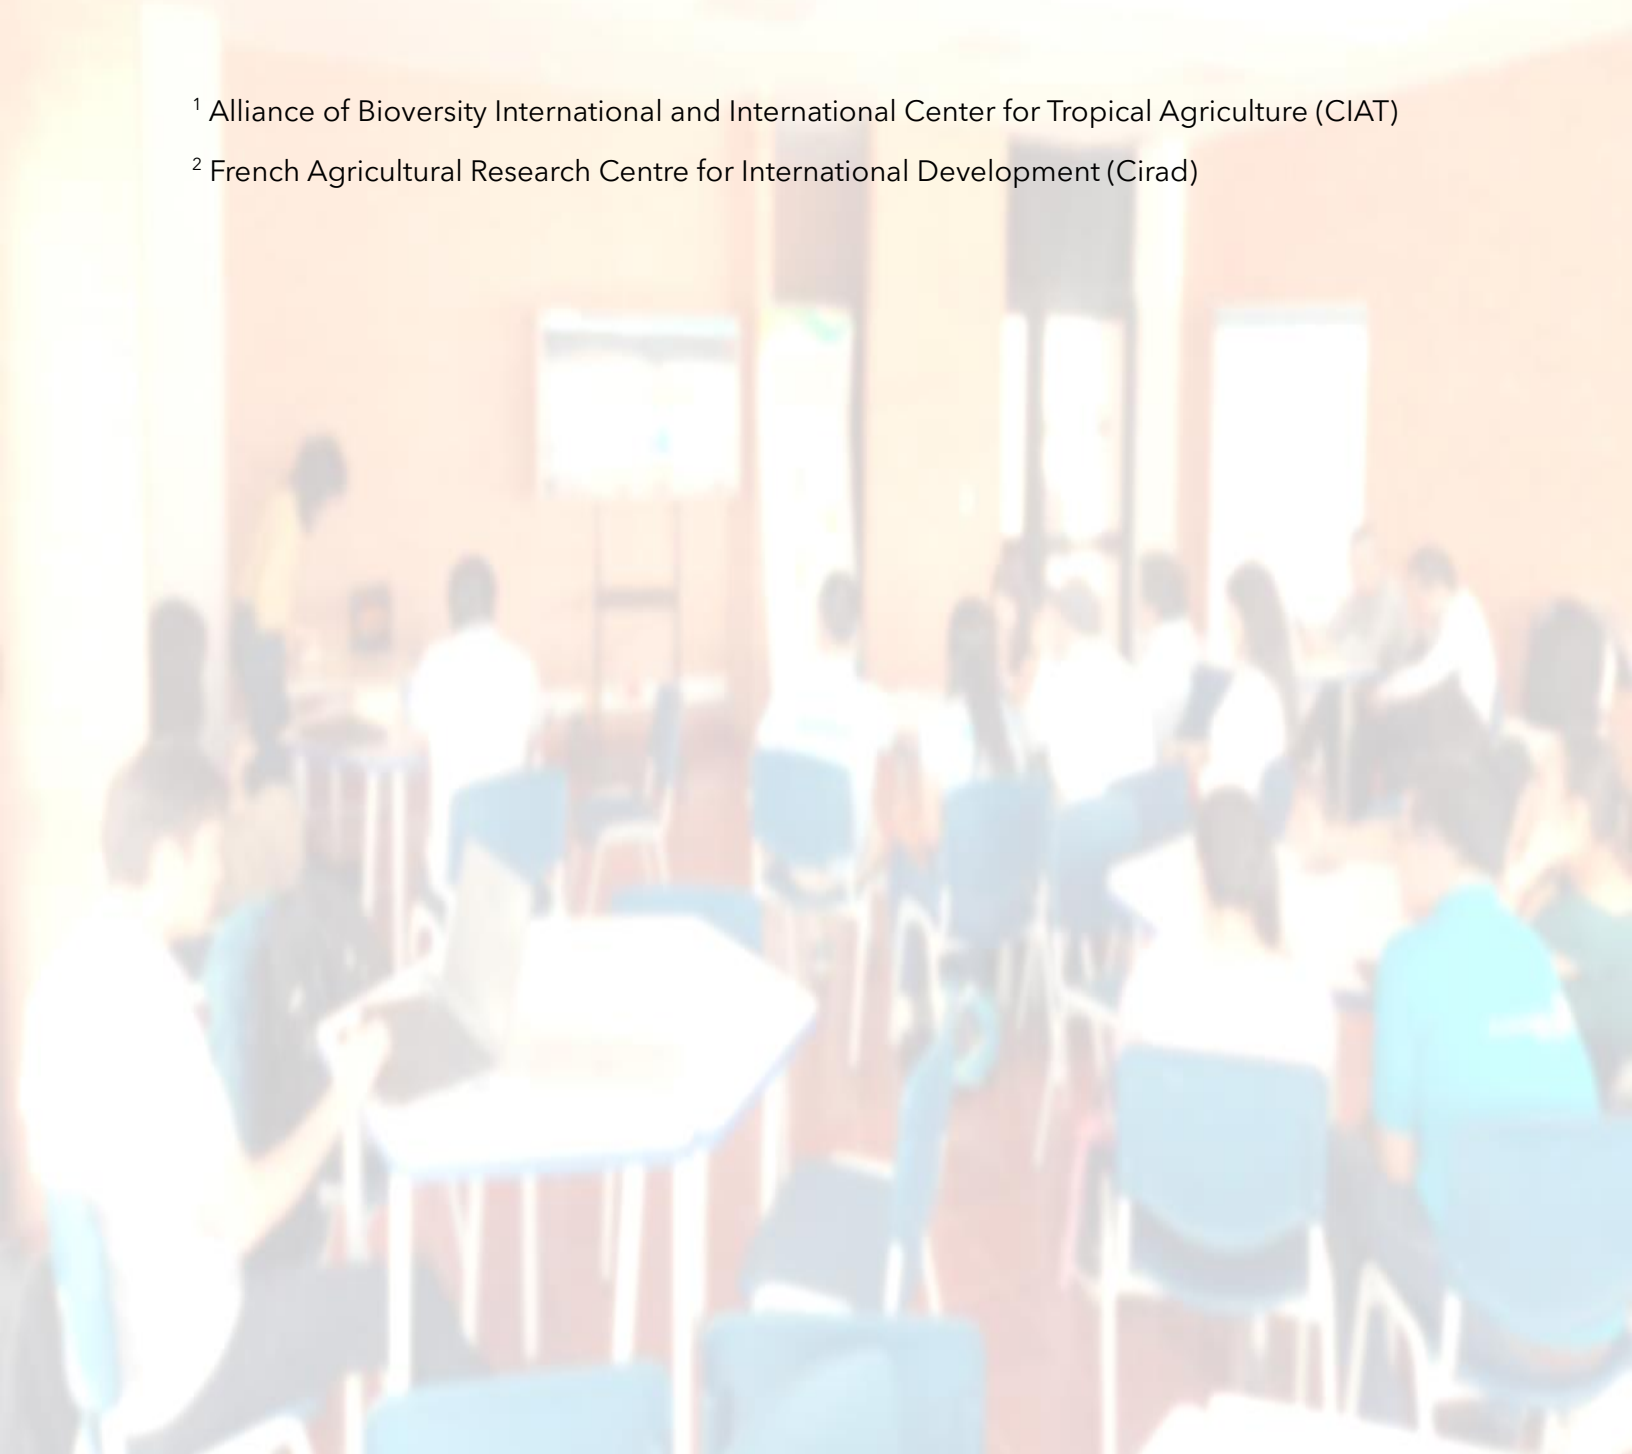 ¹ Alliance of Bioversity International and International Center for Tropical Agriculture (CIAT)
² French Agricultural Research Centre for International Development (Cirad)